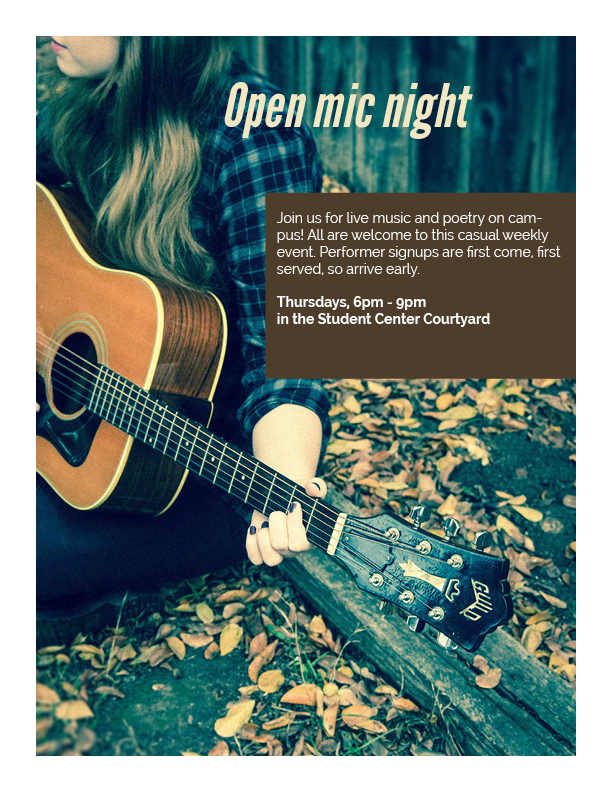 Open mic night
Join us for live music and poetry on cam-
pus! All are welcome to this casual weekly
event. Performer signups are first come, first
served, so arrive early.
Thursdays, 6pm - 9pm
in the Student Center Courtyard
GUILD